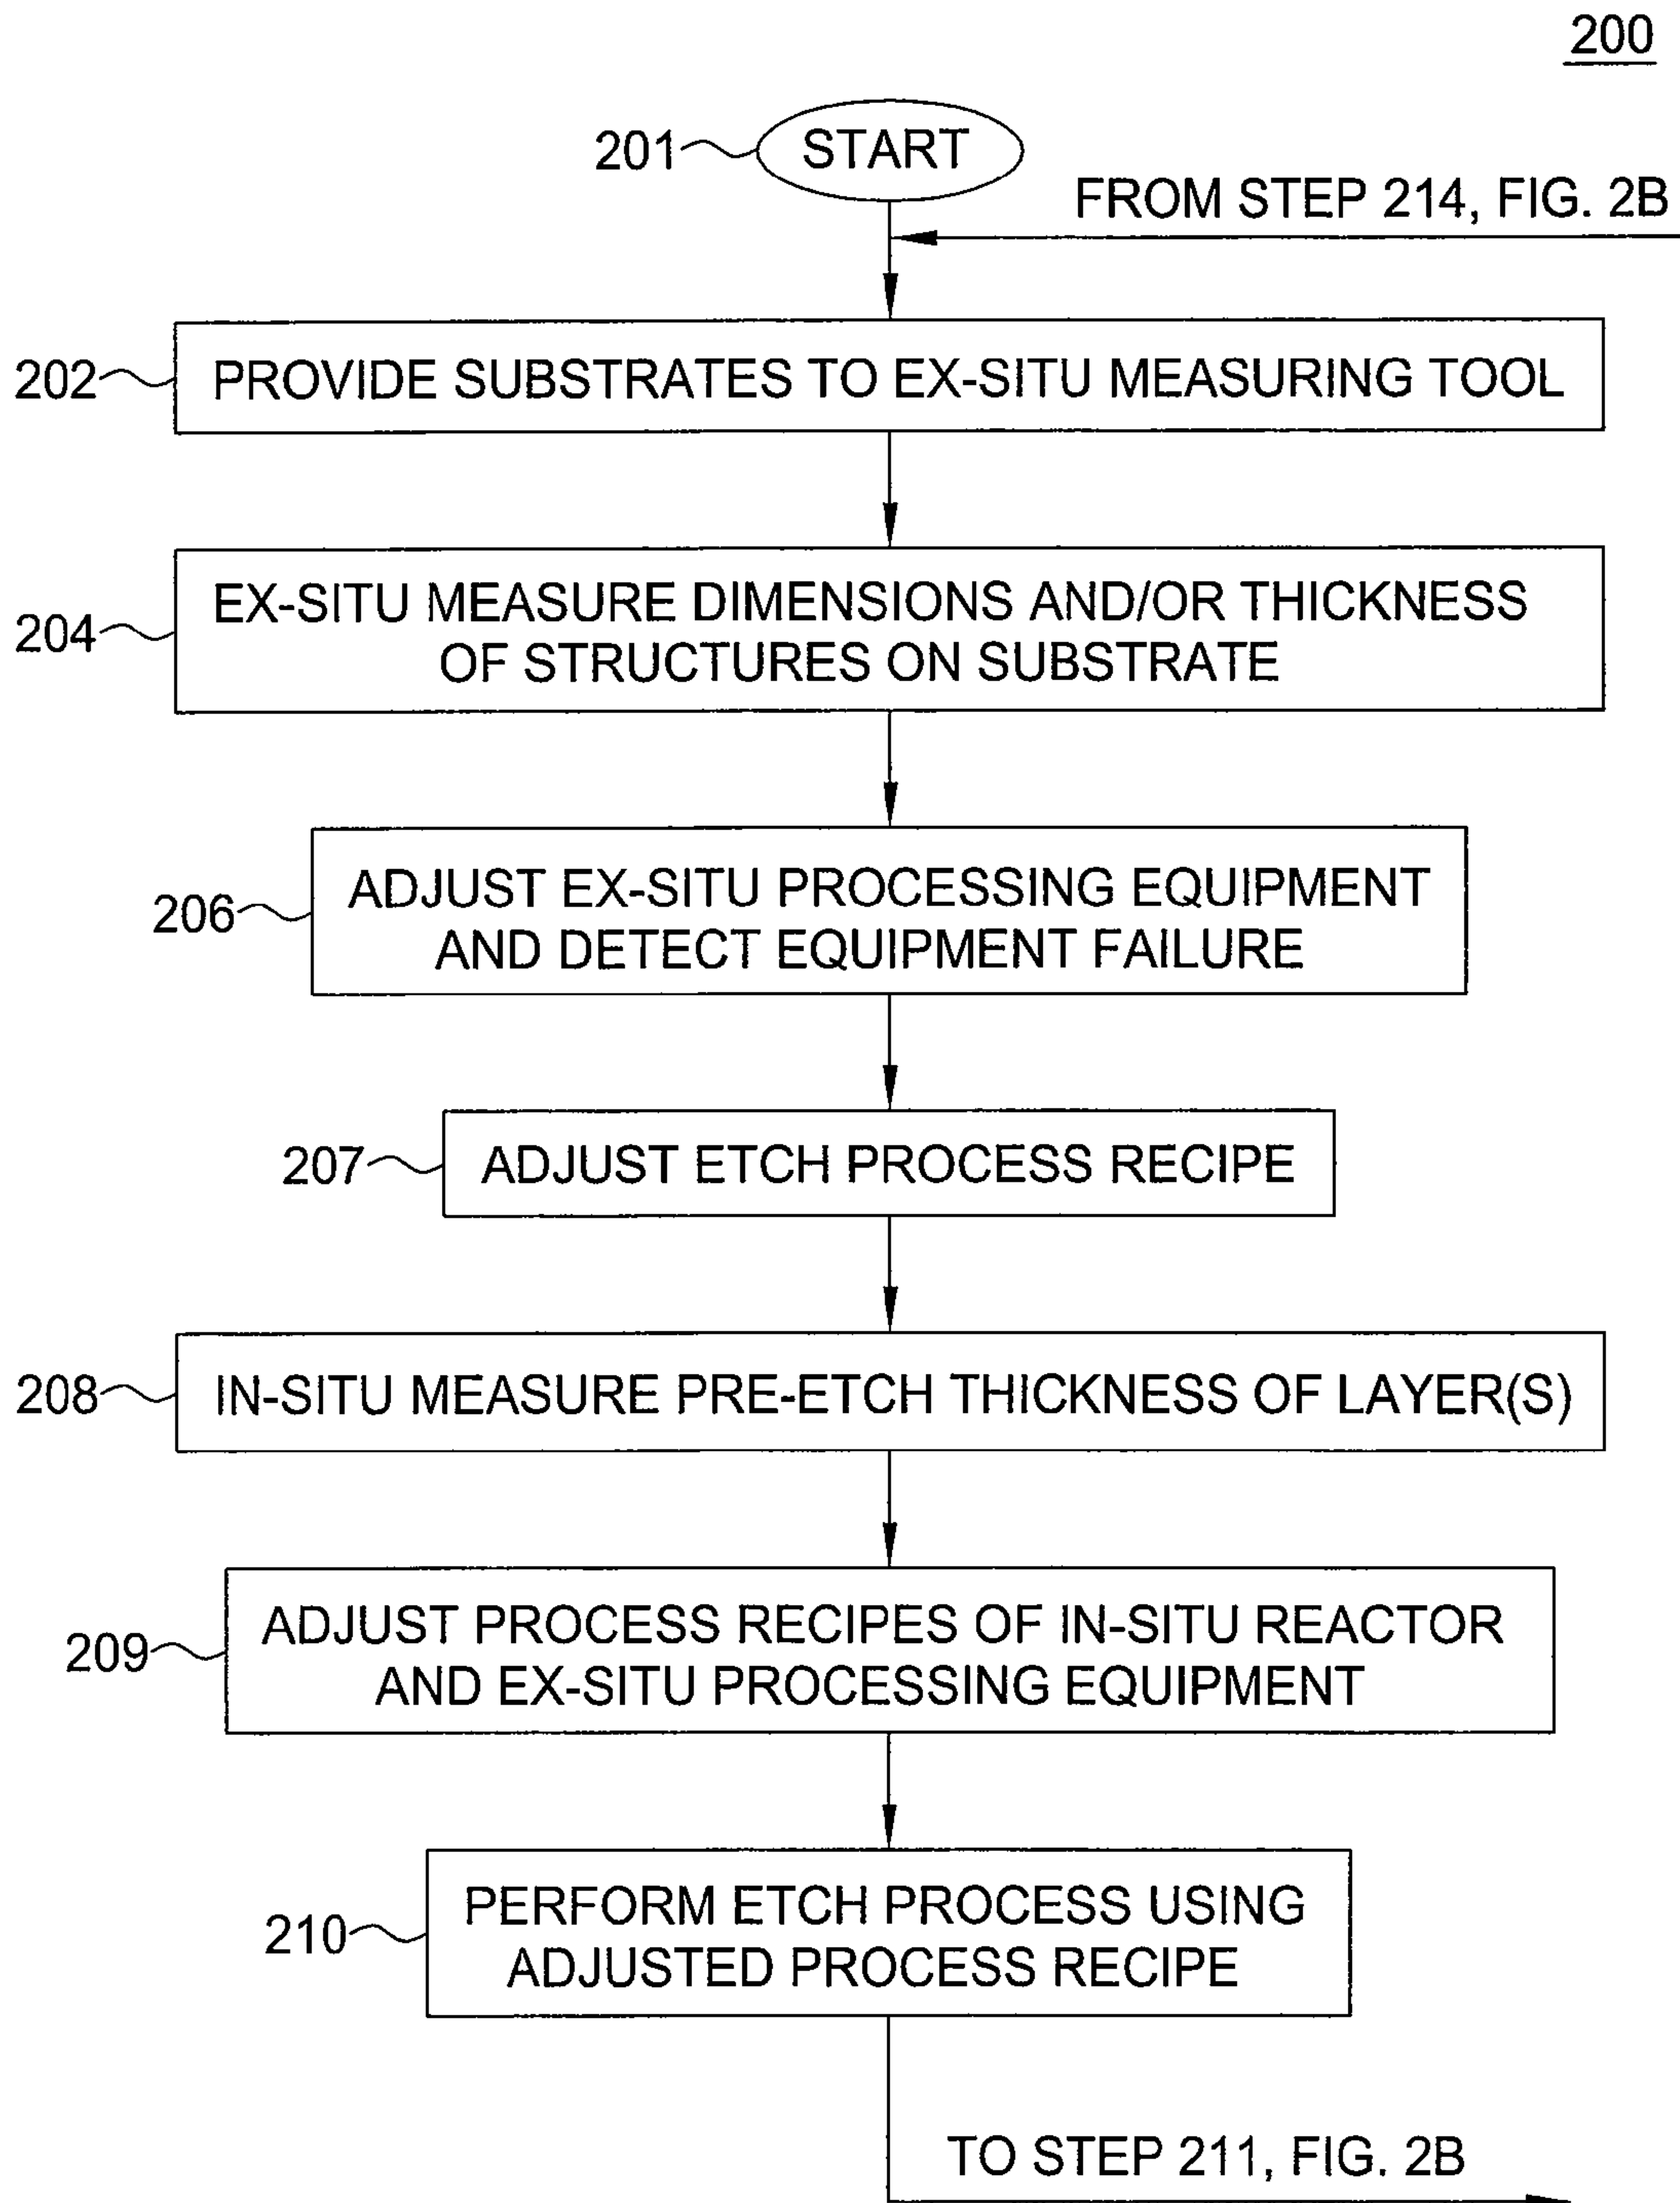 200
201
START
FROM STEP 214, FIG. 2B
202
PROVIDE SUBSTRATES TO EX-SITU MEASURING TOOL
204
EX-SITU MEASURE DIMENSIONS AND/OR THICKNESS
OF STRUCTURES ON SUBSTRATE
206
ADJUST EX-SITU PROCESSING EQUIPMENT
AND DETECT EQUIPMENT FAILURE
207
ADJUST ETCH PROCESS RECIPE
208
IN-SITU MEASURE PRE-ETCH THICKNESS OF LAYER(S)
209
ADJUST PROCESS RECIPES OF IN-SITU REACTOR
AND EX-SITU PROCESSING EQUIPMENT
210
PERFORM ETCH PROCESS USING
ADJUSTED PROCESS RECIPE
TO STEP 211, FIG. 2B